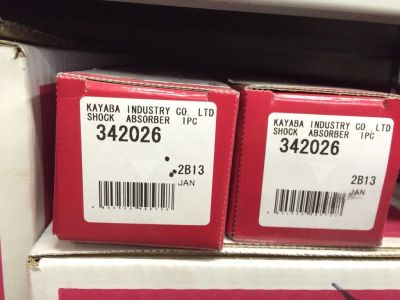 KAYABA INDUSTRY CO. LTD
SHOCK ABSORBER 1PC
342026
2B13
JAN
KAYABA INDUSTRY CO. LTD
SHOCK ABSORBER 1PC
342026
2B13
JAN